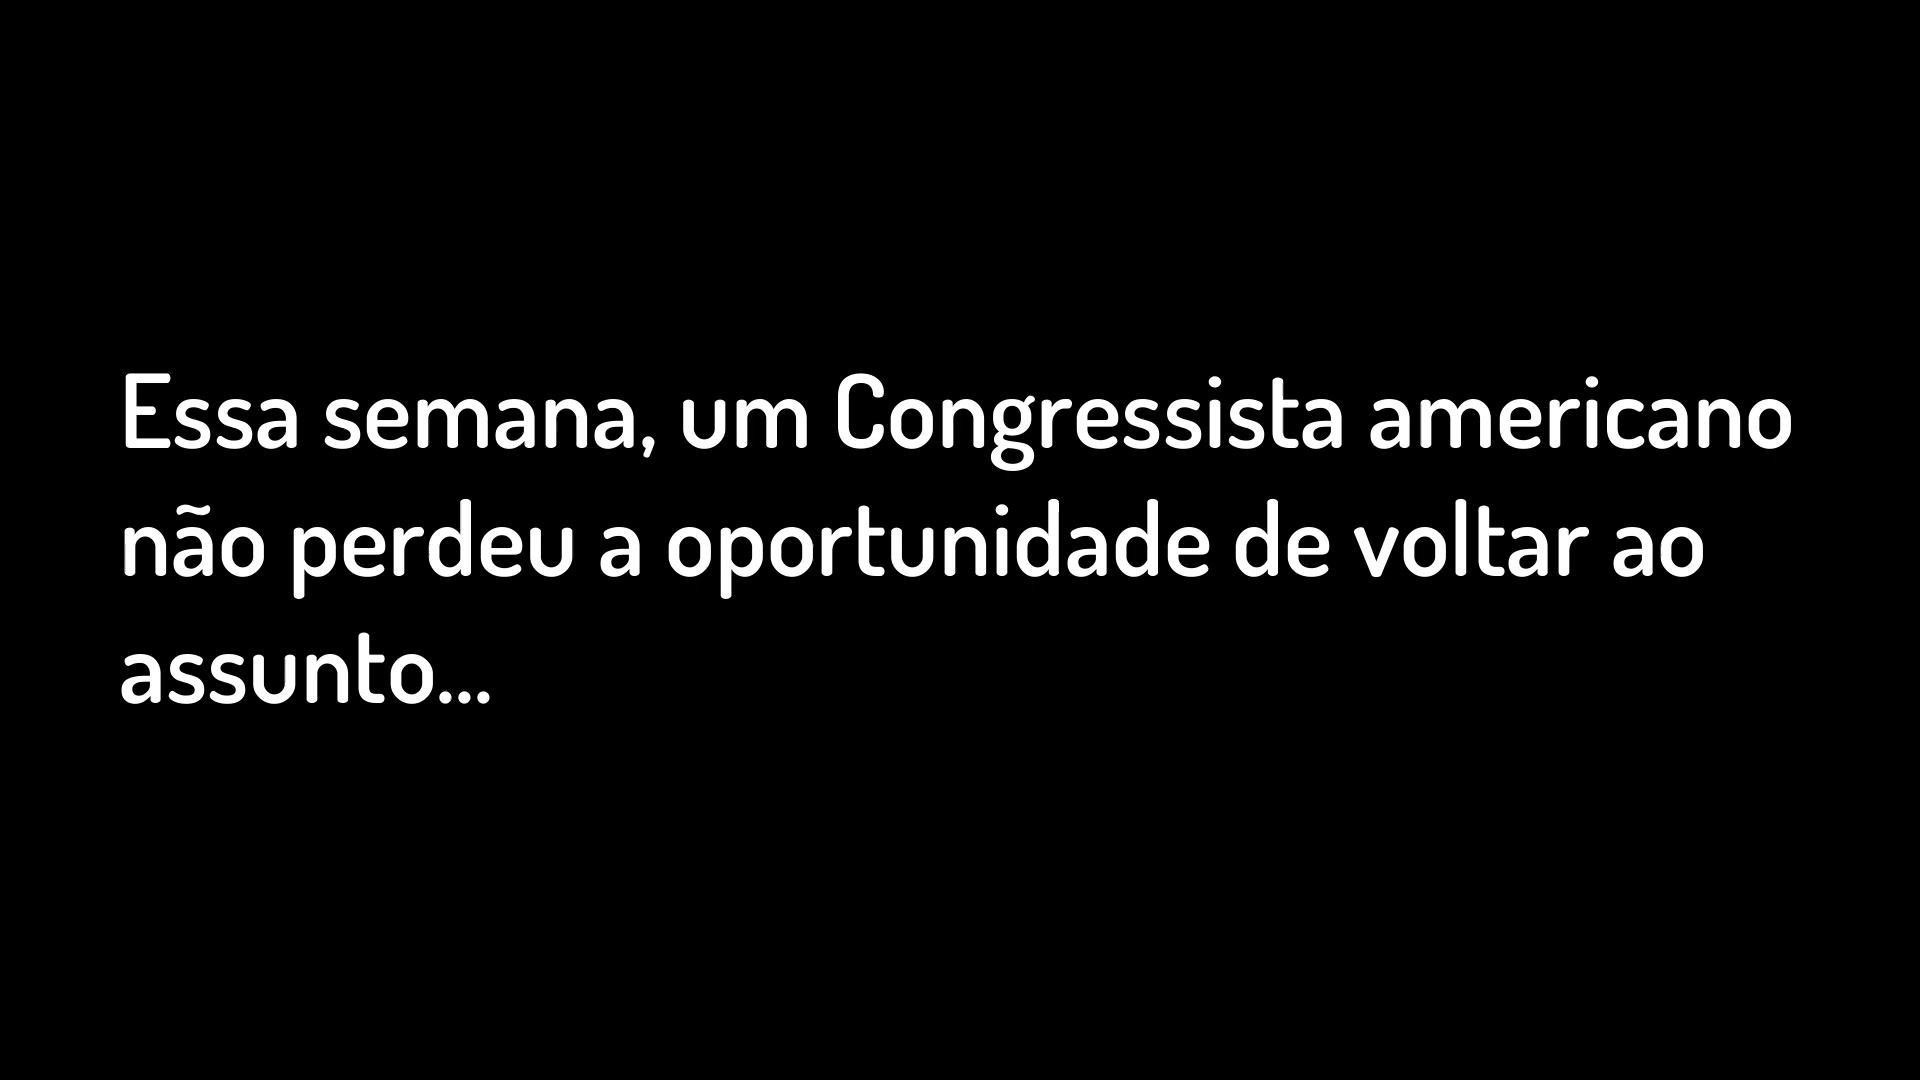 Essa semana, um Congressista americano
não perdeu a oportunidade de voltar ao
assunto...